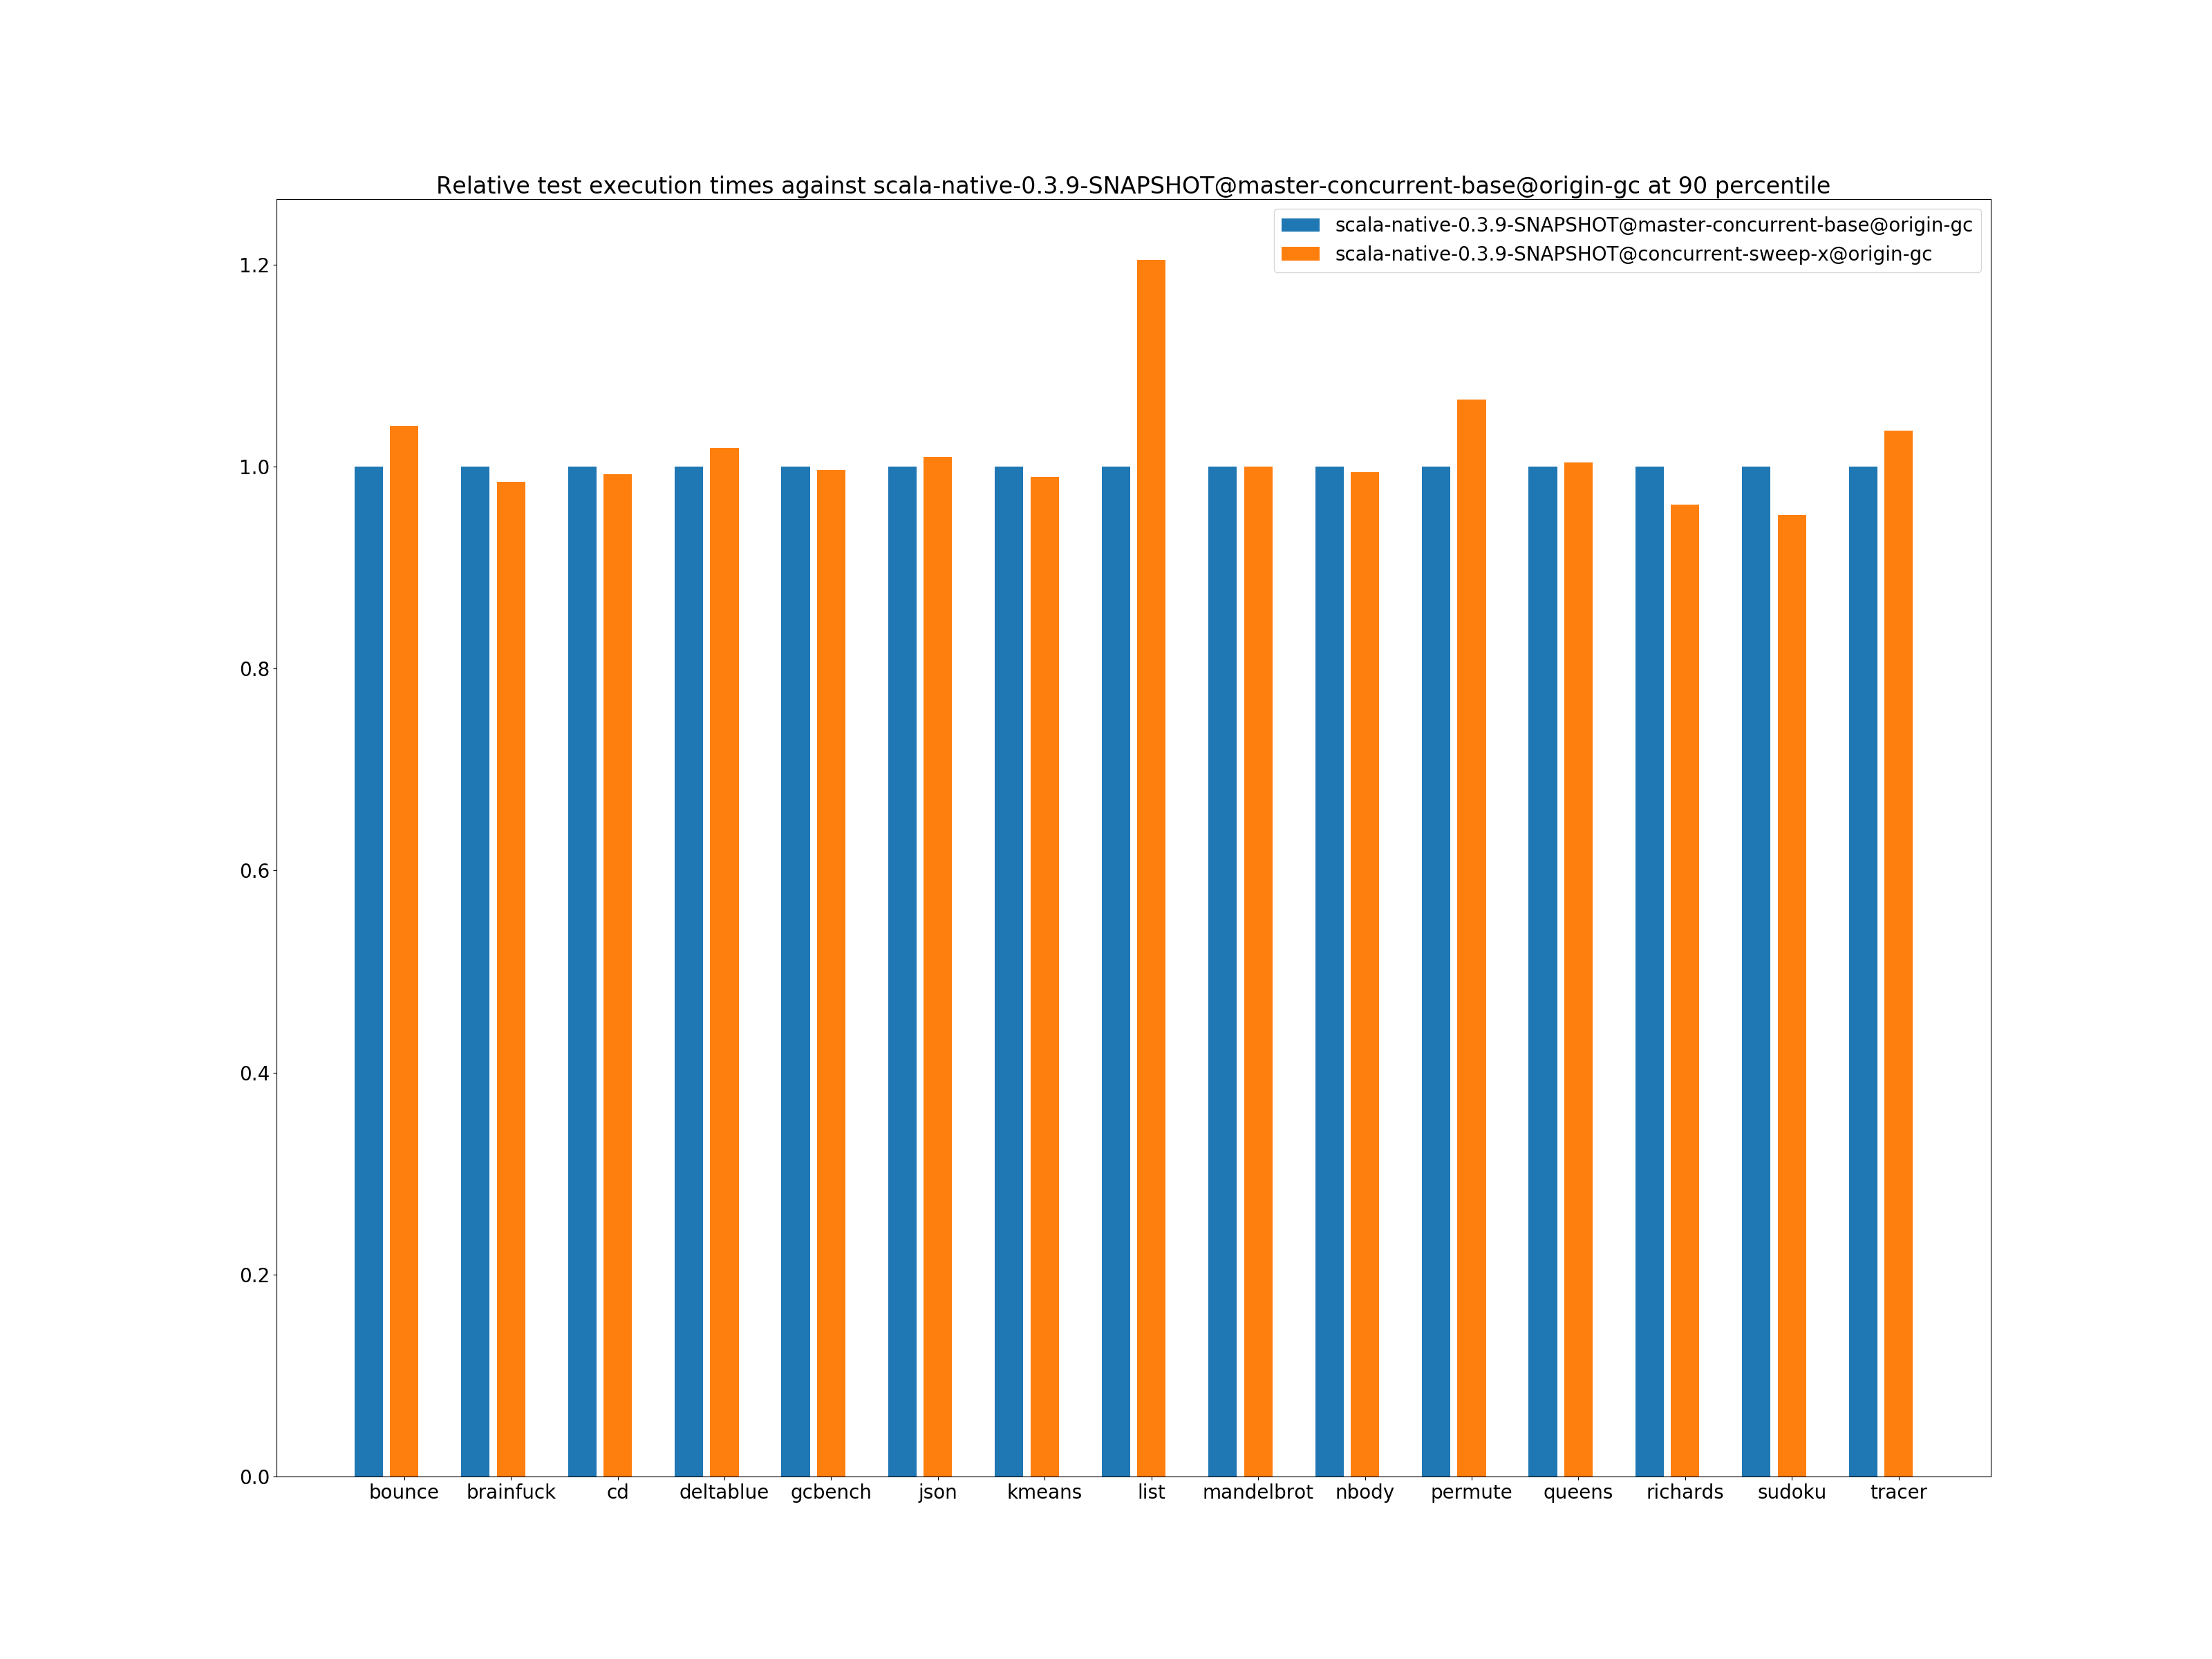 Relative test execution times against scala-native-0.3.9-SNAPSHOT@master-concurrent-base@origin-gc at 90 percentile
scala-native-0.3.9-SNAPSHOT@master-concurrent-base@origin-gc
scala-native-0.3.9-SNAPSHOT@concurrent-sweep-x@origin-gc
1.2
1.0
0.8
0.6
0.4
0.2
0.0
bounce brainfuck cd deltablue gcbench json kmeans list mandelbrot nbody permute queens richards sudoku tracer